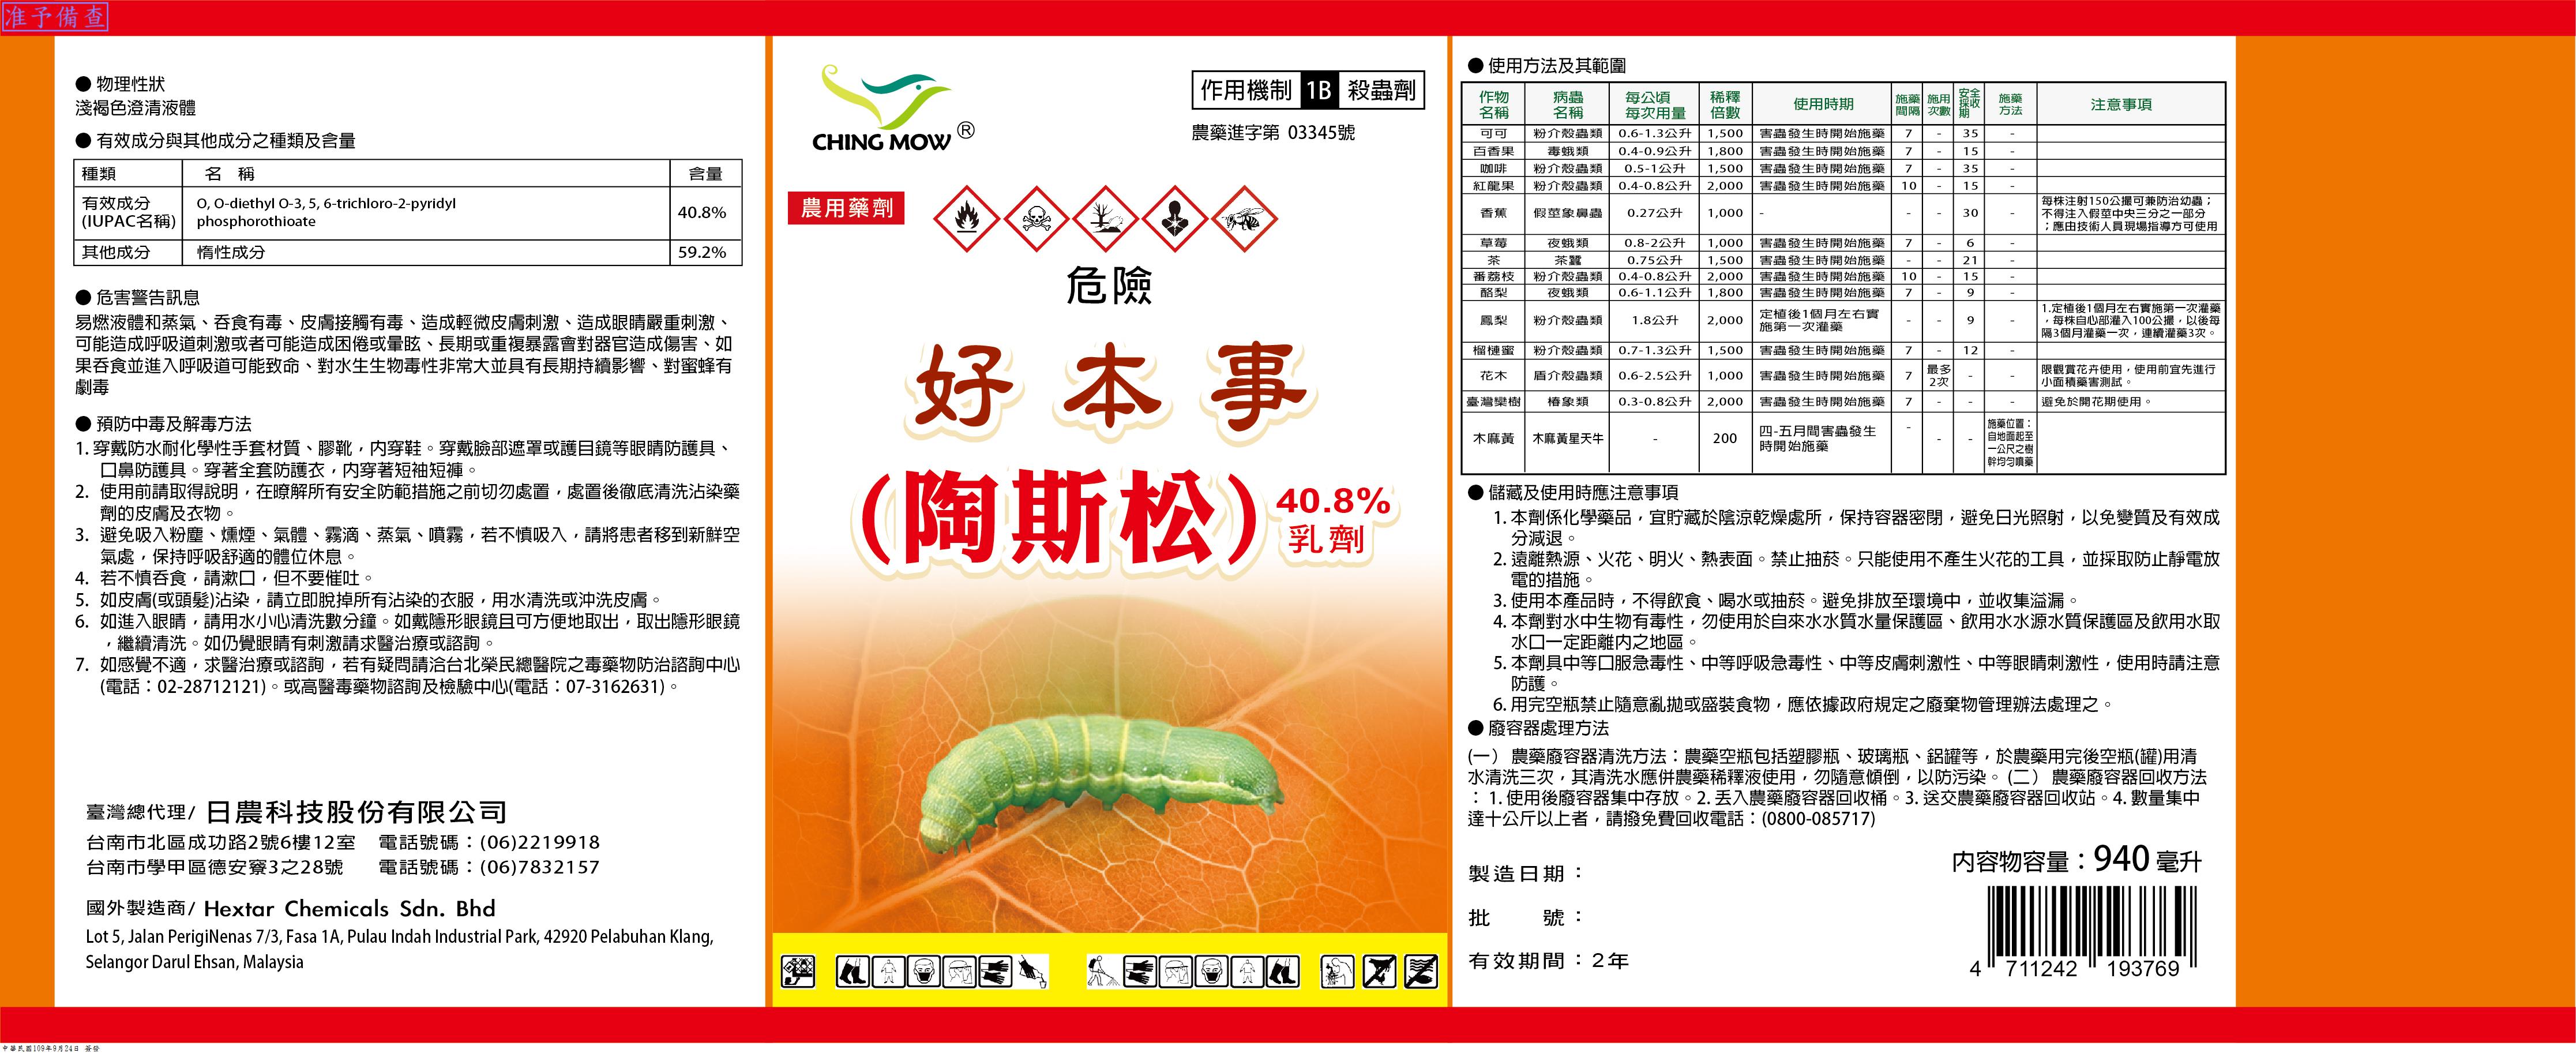 准予備查
● 物理性狀
淺褐色澄清液體
● 有效成分與其他成分之種類及含量
種類 名 稱 含量
有效成分
(IUPAC名稱) O, O-diethyl O-3, 5, 6-trichloro-2-pyridyl
phosphorothioate 40.8%
其他成分 惰性成分 59.2%
● 危害警告訊息
易燃液體和蒸氣、吞食有毒、皮膚接觸有毒、造成輕微皮膚刺激、造成眼睛嚴重刺激、
可能造成呼吸道刺激或者可能造成困倦或暈眩、長期或重複暴露會對器官造成傷害、如
果吞食並進入呼吸道可能致命、對水生生物毒性非常大並具有長期持續影響、對蜜蜂有
劇毒
● 預防中毒及解毒方法
1. 穿戴防水耐化學性手套材質、膠靴，內穿鞋。穿戴臉部遮罩或護目鏡等眼睛防護具、
口鼻防護具。穿著全套防護衣，內穿著短袖短褲。
2. 使用前請取得說明，在瞭解所有安全防範措施之前切勿處置，處置後徹底清洗沾染藥
劑的皮膚及衣物。
3. 避免吸入粉塵、燻煙、氣體、霧滴、蒸氣、噴霧，若不慎吸入，請將患者移到新鮮空
氣處，保持呼吸舒適的體位休息。
4. 若不慎吞食，請漱口，但不要催吐。
5. 如皮膚(或頭髮)沾染，請立即脫掉所有沾染的衣服，用水清洗或沖洗皮膚。
6. 如進入眼睛，請用水小心清洗數分鐘。如戴隱形眼鏡且可方便地取出，取出隱形眼鏡
，繼續清洗。如仍覺眼睛有刺激請求醫治療或諮詢。
7. 如感覺不適，求醫治療或諮詢，若有疑問請洽台北榮民總醫院之毒藥物防治諮詢中心
(電話：02-28712121)。或高醫毒藥物諮詢及檢驗中心(電話：07-3162631)。
臺灣總代理/ 日農科技股份有限公司
台南市北區成功路2號6樓12室 電話號碼：(06)2219918
台南市學甲區德安寮3之28號 電話號碼：(06)7832157
國外製造商/ Hextar Chemicals Sdn. Bhd
Lot 5, Jalan PerigiNenas 7/3, Fasa 1A, Pulau Indah Industrial Park, 42920 Pelabuhan Klang,
Selangor Darul Ehsan, Malaysia
CHING MOW ®
作用機制 1B 殺蟲劑
農藥進字第 03345號
農用藥劑
危險
好本事
(陶斯松) 40.8%
乳劑
● 使用方法及其範圍
作物名稱 病蟲名稱 每公頃每次用量 稀釋倍數 使用時期 施藥間隔 施用次數 安全採收期 施藥方法 注意事項
可可 粉介殼蟲類 0.6-1.3公升 1,500 害蟲發生時開始施藥 7 - 35 -
百香果 毒蛾類 0.4-0.9公升 1,800 害蟲發生時開始施藥 7 - 15 -
咖啡 粉介殼蟲類 0.5-1公升 1,500 害蟲發生時開始施藥 7 - 35 -
紅龍果 粉介殼蟲類 0.4-0.8公升 2,000 害蟲發生時開始施藥 10 - 15 -
香蕉 假莖象鼻蟲 0.27公升 1,000 - - - 30 - 每株注射150公撮可兼防治幼蟲；
不得注入假莖中央三分之一部分
；應由技術人員現場指導方可使用
草莓 夜蛾類 0.8-2公升 1,000 害蟲發生時開始施藥 7 - 6 -
茶 茶蠶 0.75公升 1,500 害蟲發生時開始施藥 - - 21 -
番荔枝 粉介殼蟲類 0.4-0.8公升 2,000 害蟲發生時開始施藥 10 - 15 -
酪梨 夜蛾類 0.6-1.1公升 1,800 害蟲發生時開始施藥 7 - 9 -
鳳梨 粉介殼蟲類 1.8公升 2,000 定植後1個月左右實
施第一次灌藥 - - 9 - 1.定植後1個月左右實施第一次灌藥
，每株自心部灌入100公撮，以後每
隔3個月灌藥一次，連續灌藥3次。
榴槤蜜 粉介殼蟲類 0.7-1.3公升 1,500 害蟲發生時開始施藥 7 - 12 -
花木 盾介殼蟲類 0.6-2.5公升 1,000 害蟲發生時開始施藥 7 最多2次 - - 限觀賞花卉使用，使用前宜先進行
小面積藥害測試。
臺灣欒樹 椿象類 0.3-0.8公升 2,000 害蟲發生時開始施藥 7 - - - 避免於開花期使用。
木麻黃 木麻黃星天牛 - 200 四-五月間害蟲發生
時開始施藥 - - - 施藥位置：
自地面起至
一公尺之樹
幹均勻噴藥
● 儲藏及使用時應注意事項
1. 本劑係化學藥品，宜貯藏於陰涼乾燥處所，保持容器密閉，避免日光照射，以免變質及有效成
分減退。
2. 遠離熱源、火花、明火、熱表面。禁止抽菸。只能使用不產生火花的工具，並採取防止靜電放
電的措施。
3. 使用本產品時，不得飲食、喝水或抽菸。避免排放至環境中，並收集溢漏。
4. 本劑對水中生物有毒性，勿使用於自來水水質水量保護區、飲用水水源水質保護區及飲用水取
水口一定距離內之地區。
5. 本劑具中等口服急毒性、中等呼吸急毒性、中等皮膚刺激性、中等眼睛刺激性，使用時請注意
防護。
6. 用完空瓶禁止隨意亂拋或盛裝食物，應依據政府規定之廢棄物管理辦法處理之。
● 廢容器處理方法
(一） 農藥廢容器清洗方法：農藥空瓶包括塑膠瓶、玻璃瓶、鋁罐等，於農藥用完後空瓶(罐)用清
水清洗三次，其清洗水應併農藥稀釋液使用，勿隨意傾倒，以防污染。(二） 農藥廢容器回收方法
：1. 使用後廢容器集中存放。2. 丟入農藥廢容器回收桶。3. 送交農藥廢容器回收站。4. 數量集中
達十公斤以上者，請撥免費回收電話：(0800-085717)
製造日期：
批 號：
有效期間：2年
內容物容量：940 毫升
4 711242 193769
中華民國109年9月24日 簽發